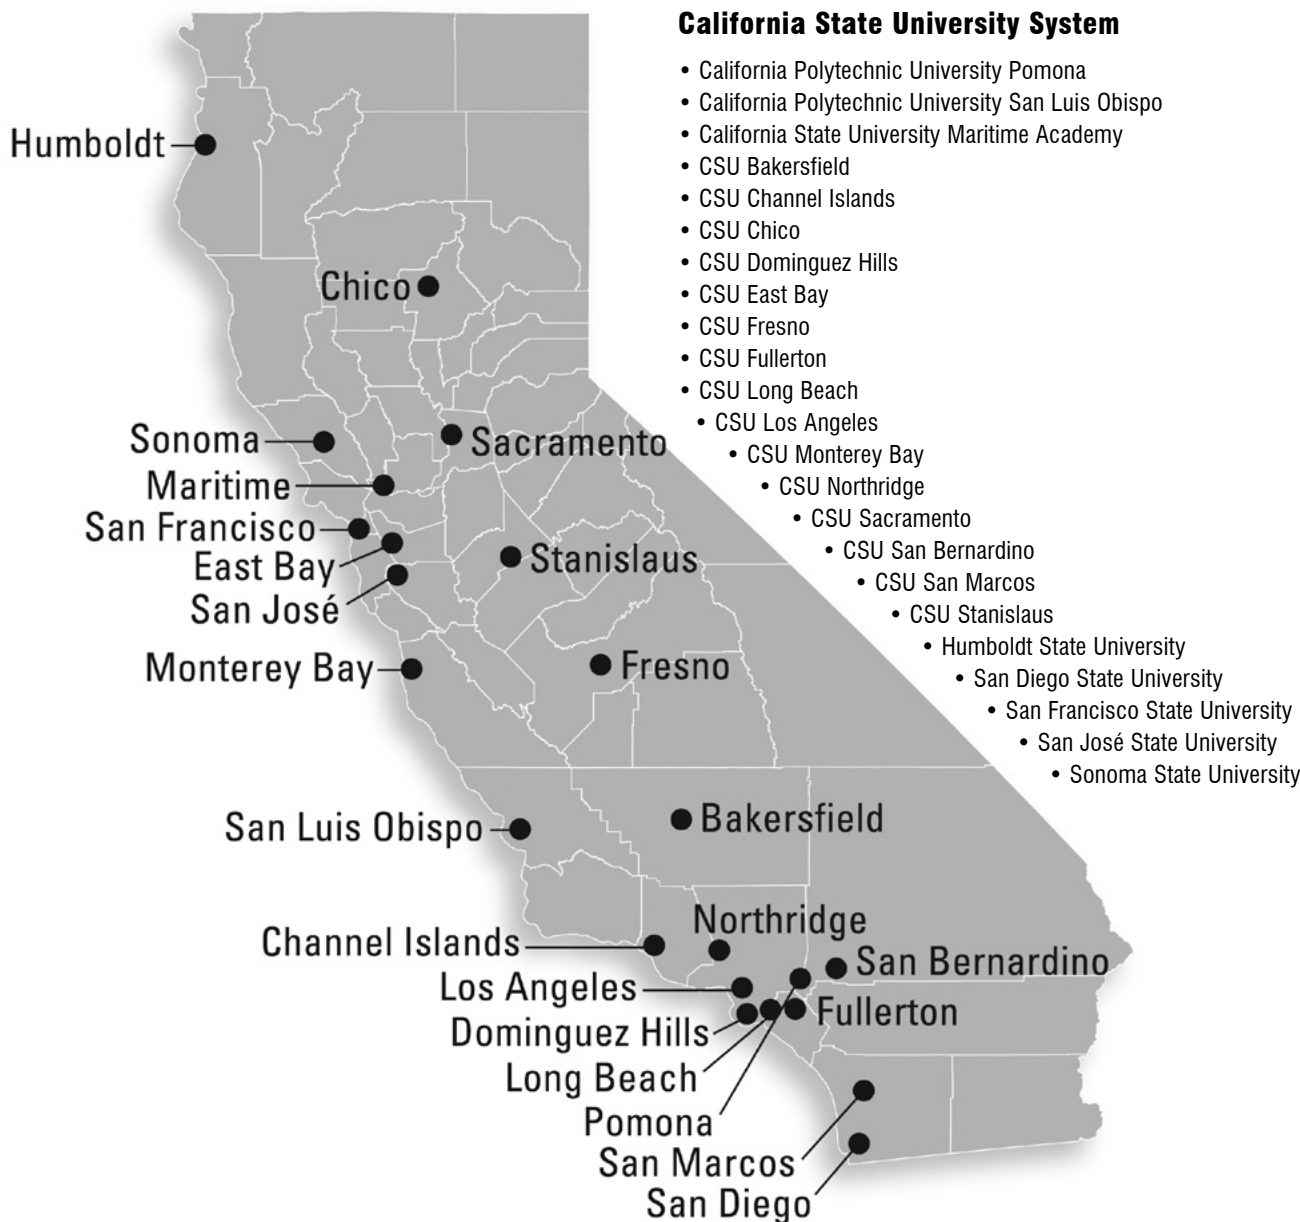 California State University System
• California Polytechnic University Pomona
• California Polytechnic University San Luis Obispo
• California State University Maritime Academy
• CSU Bakersfield
• CSU Channel Islands
• CSU Chico
• CSU Dominguez Hills
• CSU East Bay
• CSU Fresno
• CSU Fullerton
• CSU Long Beach
• CSU Los Angeles
• CSU Monterey Bay
• CSU Northridge
• CSU Sacramento
• CSU San Bernardino
• CSU San Marcos
• CSU Stanislaus
• Humboldt State University
• San Diego State University
• San Francisco State University
• San José State University
• Sonoma State University
Humboldt
Chico
Sonoma
Sacramento
Maritime
San Francisco
East Bay
Stanislaus
San José
Monterey Bay
Fresno
San Luis Obispo
Bakersfield
Northridge
Channel Islands
San Bernardino
Los Angeles
Fullerton
Dominguez Hills
Long Beach
Pomona
San Marcos
San Diego